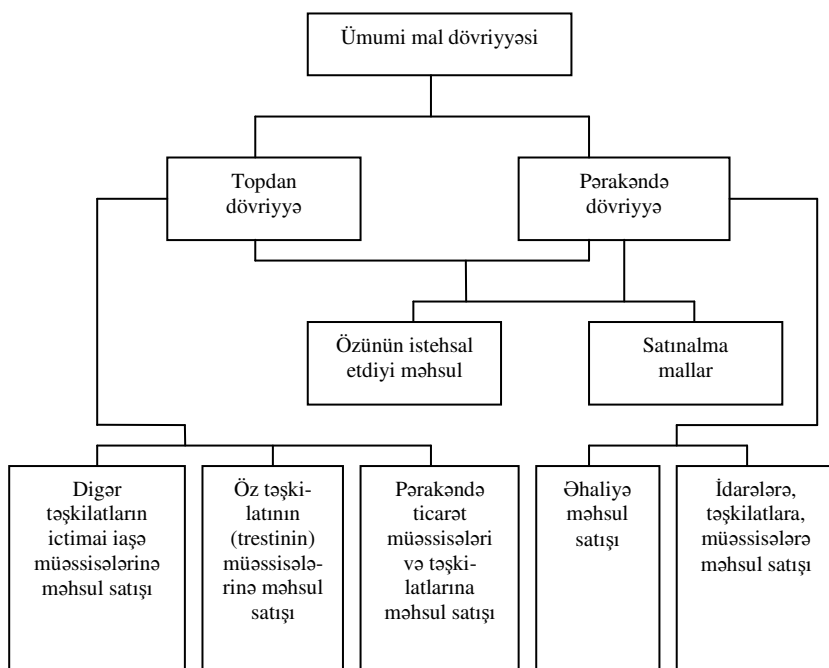 Ümumi mal dövriyyəsi
Topdan
dövriyyə
Pərakəndə
dövriyyə
Özünün istehsal
etdiyi məhsul
Satınalma
mallar
Digər
təşkilatların
ictimai iaşə
müəssisələrinə
məhsul satışı
Öz təşki-
latının
(trestinin)
müəssisələ-
rinə məhsul
satışı
Pərakəndə
ticarət
müəssisələri
və təşki-
latlarına
məhsul satışı
Əhaliyə
məhsul
satışı
İdarələrə,
təşkilatlara,
müəssisələrə
məhsul satışı